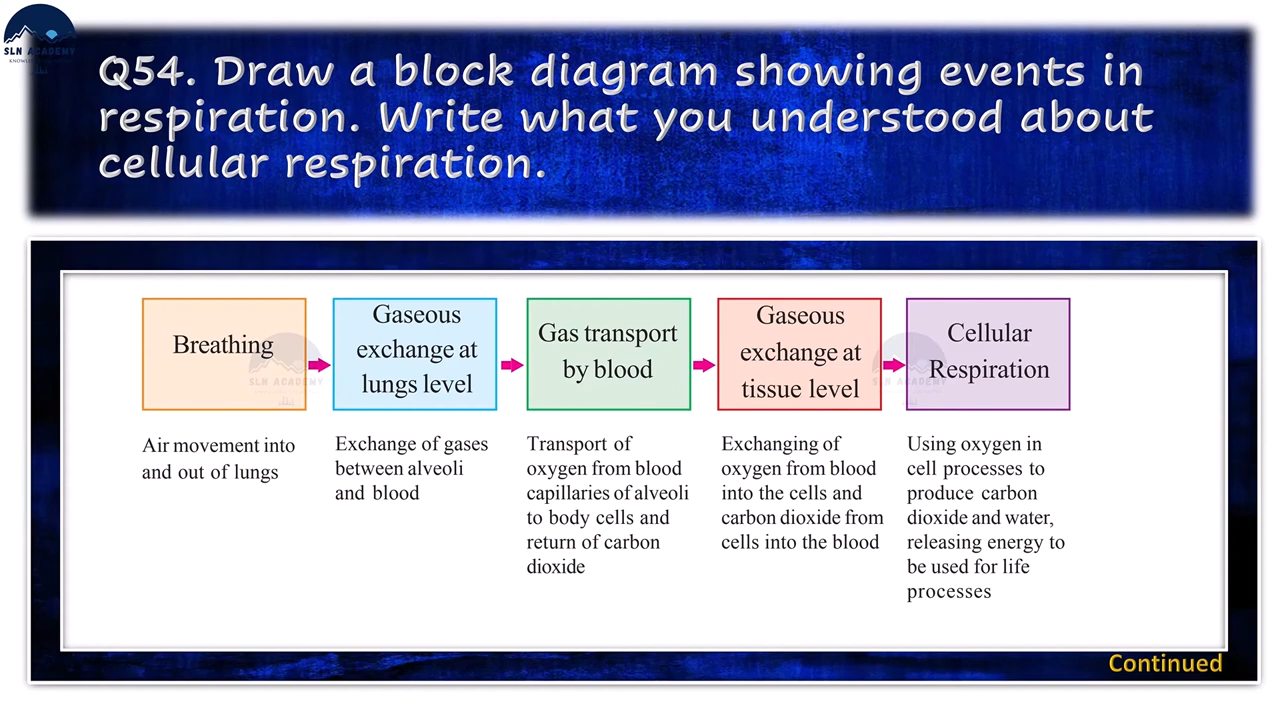 SLN ACADEMY
Q54. Draw a block diagram showing events in
respiration. Write what you understood about
cellular respiration.
Breathing
Air movement into
and out of lungs
Gaseous
exchange at
lungs level
Exchange of gases
between alveoli
and blood
Gas transport
by blood
Transport of
oxygen from blood
capillaries of alveoli
to body cells and
return of carbon
dioxide
Gaseous
exchange at
tissue level
Exchanging of
oxygen from blood
into the cells and
carbon dioxide from
cells into the blood
Cellular
Respiration
Using oxygen in
cell processes to
produce carbon
dioxide and water,
releasing energy to
be used for life
processes
SLN ACADEMY
SLN ACADEMY
Continued